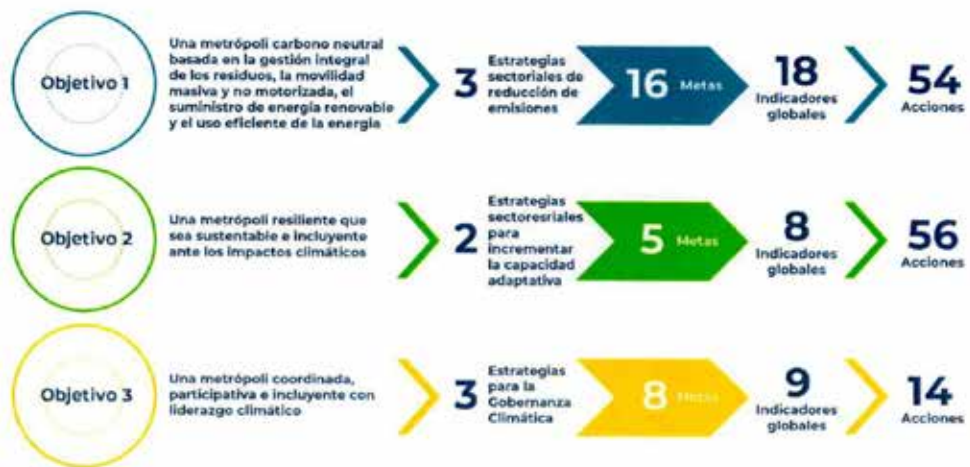 Objetivo 1
Una metrópoli carbono neutral
basada en la gestión integral
de los residuos, la movilidad
masiva y no motorizada, el
suministro de energía renovable
y el uso eficiente de la energía
3
Estrategias
sectoriales de
reducción de
emisiones
16 Metas
18
Indicadores
globales
54
Acciones
Objetivo 2
Una metrópoli resiliente que
sea sustentable e incluyente
ante los impactos climáticos
2
Estrategias
sectoresriales
para
incrementar
la capacidad
adaptativa
5 Metas
8
Indicadores
globales
56
Acciones
Objetivo 3
Una metrópoli coordinada,
participativa e incluyente con
liderazgo climático
3
Estrategias
para la
Gobernanza
Climática
8 Metas
9
Indicadores
globales
14
Acciones